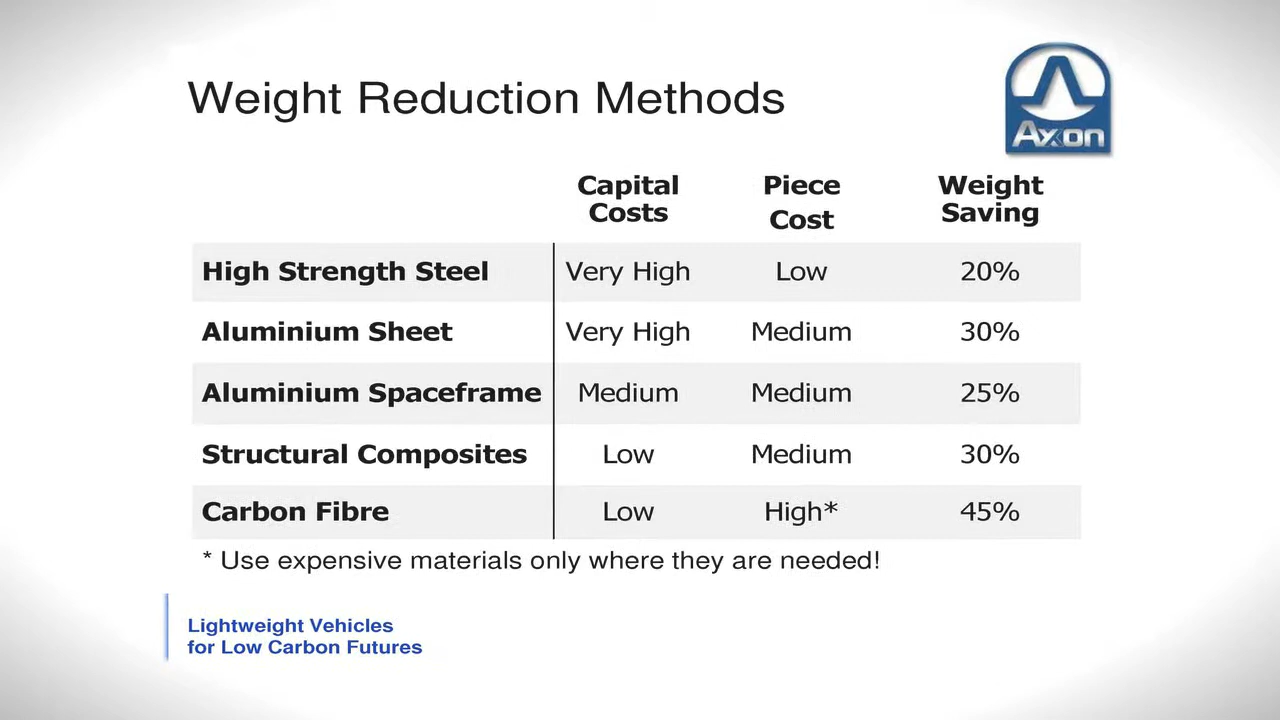 Weight Reduction Methods
Axon
Capital Costs Piece Cost Weight Saving
High Strength Steel Very High Low 20%
Aluminium Sheet Very High Medium 30%
Aluminium Spaceframe Medium Medium 25%
Structural Composites Low Medium 30%
Carbon Fibre Low High* 45%
* Use expensive materials only where they are needed!
Lightweight Vehicles
for Low Carbon Futures